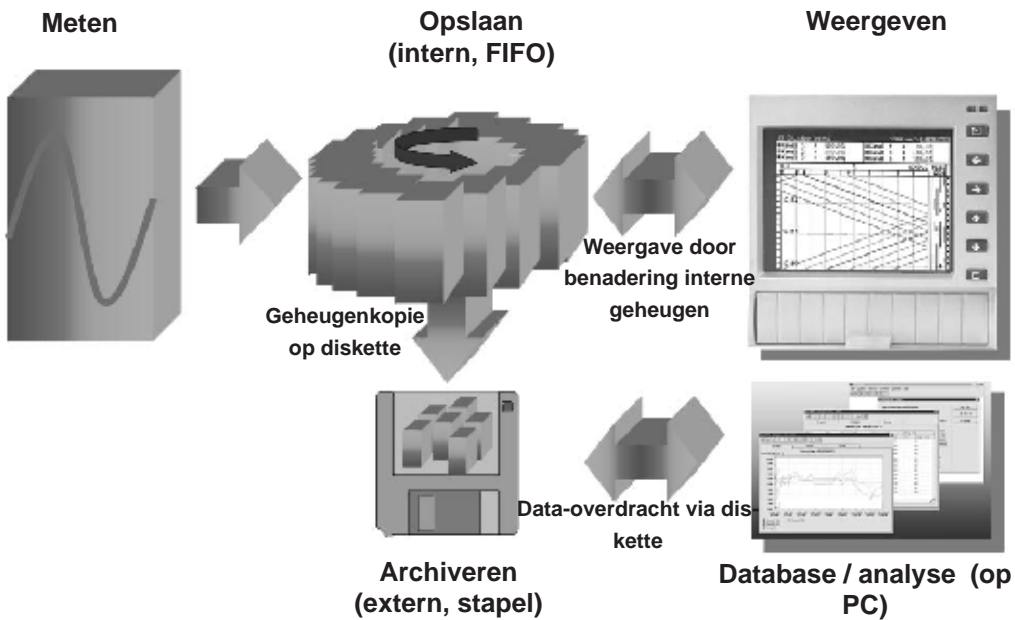 Meten
Opslaan
(intern, FIFO)
Weergeven
Weergave door
benadering interne
geheugen
Geheugenkopie
op diskette
Data-overdracht via dis-
kette
Archiveren
(extern, stapel)
Database / analyse (op
PC)